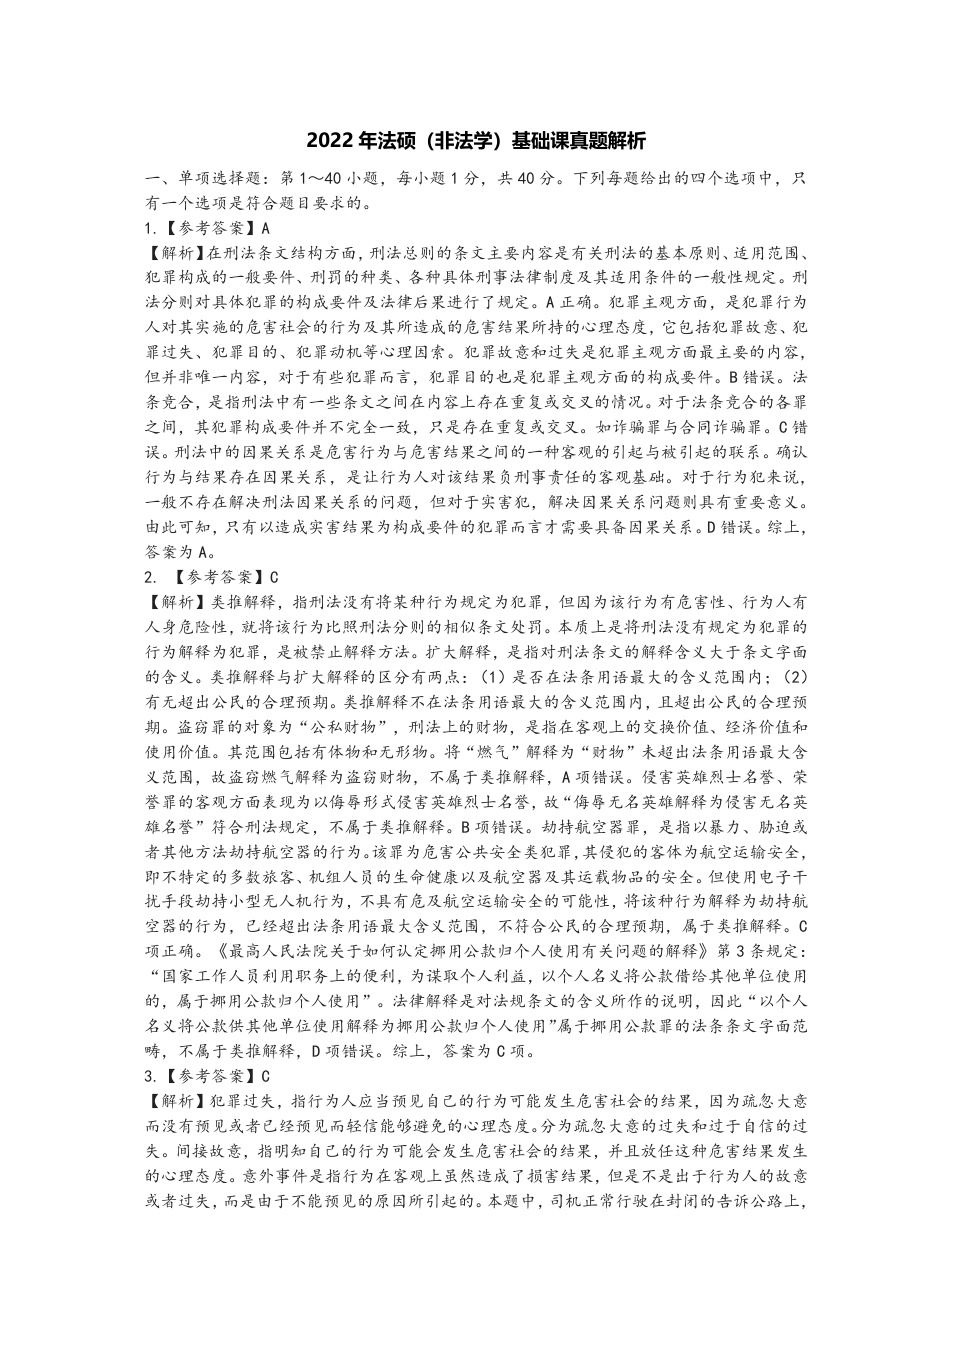 2022 年法硕（非法学）基础课真题解析
一、单项选择题：第 1～40 小题，每小题 1 分，共 40 分。下列每题给出的四个选项中，只
有一个选项是符合题目要求的。
1.【参考答案】A
【解析】在刑法条文结构方面，刑法总则的条文主要内容是有关刑法的基本原则、适用范围、
犯罪构成的一般要件、刑罚的种类、各种具体刑事法律制度及其适用条件的一般性规定。刑
法分则对具体犯罪的构成要件及法律后果进行了规定。A 正确。犯罪主观方面，是犯罪行为
人对其实施的危害社会的行为及其所造成的危害结果所持的心理态度，它包括犯罪故意、犯
罪过失、犯罪目的、犯罪动机等心理因素。犯罪故意和过失是犯罪主观方面最主要的内容，
但并非唯一内容，对于有些犯罪而言，犯罪目的也是犯罪主观方面的构成要件。B 错误。法
条竞合，是指刑法中有一些条文之间在内容上存在重复或交叉的情况。对于法条竞合的各罪
之间，其犯罪构成要件并不完全一致，只是存在重复或交叉。如诈骗罪与合同诈骗罪。C 错
误。刑法中的因果关系是危害行为与危害结果之间的一种客观的引起与被引起的联系。确认
行为与结果存在因果关系，是让行为人对该结果负刑事责任的客观基础。对于行为犯来说，
一般不存在解决刑法因果关系的问题，但对于实害犯，解决因果关系问题则具有重要意义。
由此可知，只有以造成实害结果为构成要件的犯罪而言才需要具备因果关系。D 错误。综上，
答案为 A。
2. 【参考答案】C
【解析】类推解释，指刑法没有将某种行为规定为犯罪，但因为该行为有危害性、行为人有
人身危险性，就将该行为比照刑法分则的相似条文处罚。本质上是将刑法没有规定为犯罪的
行为解释为犯罪，是被禁止解释方法。扩大解释，是指对刑法条文的解释含义大于条文字面
的含义。类推解释与扩大解释的区分有两点：（1）是否在法条用语最大的含义范围内；（2）
有无超出公民的合理预期。类推解释不在法条用语最大的含义范围内，且超出公民的合理预
期。盗窃罪的对象为“公私财物”，刑法上的财物，是指在客观上的交换价值、经济价值和
使用价值。其范围包括有体物和无形物。将“燃气”解释为“财物”未超出法条用语最大含
义范围，故盗窃燃气解释为盗窃财物，不属于类推解释，A 项错误。侵害英雄烈士名誉、荣
誉罪的客观方面表现为以侮辱形式侵害英雄烈士名誉，故“侮辱无名英雄解释为侵害无名英
雄名誉”符合刑法规定，不属于类推解释。B 项错误。劫持航空器罪，是指以暴力、胁迫或
者其他方法劫持航空器的行为。该罪为危害公共安全类犯罪，其侵犯的客体为航空运输安全，
即不特定的多数旅客、机组人员的生命健康以及航空器及其运载物品的安全。但使用电子干
扰手段劫持小型无人机行为，不具有危及航空运输安全的可能性，将该种行为解释为劫持航
空器的行为，已经超出法条用语最大含义范围，不符合公民的合理预期，属于类推解释。C
项正确。《最高人民法院关于如何认定挪用公款归个人使用有关问题的解释》第 3 条规定：
“国家工作人员利用职务上的便利，为谋取个人利益，以个人名义将公款借给其他单位使用
的，属于挪用公款归个人使用”。法律解释是对法规条文的含义所作的说明，因此“以个人
名义将公款供其他单位使用解释为挪用公款归个人使用”属于挪用公款罪的法条条文字面范
畴，不属于类推解释，D 项错误。综上，答案为 C 项。
3.【参考答案】C
【解析】犯罪过失，指行为人应当预见自己的行为可能发生危害社会的结果，因为疏忽大意
而没有预见或者已经预见而轻信能够避免的心理态度。分为疏忽大意的过失和过于自信的过
失。间接故意，指明知自己的行为可能会发生危害社会的结果，并且放任这种危害结果发生
的心理态度。意外事件是指行为在客观上虽然造成了损害结果，但是不是出于行为人的故意
或者过失，而是由于不能预见的原因所引起的。本题中，司机正常行驶在封闭的告诉公路上，